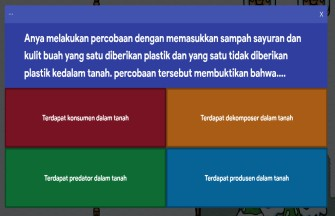 Anya melakukan percobaan dengan memasukkan sampah sayuran dan
kulit buah yang satu diberikan plastik dan yang satu tidak diberikan
plastik kedalam tanah. percobaan tersebut membuktikan bahwa....
X
Terdapat konsumen dalam tanah
Terdapat dekomposer dalam tanah
Terdapat predator dalam tanah
Terdapat produsen dalam tanah